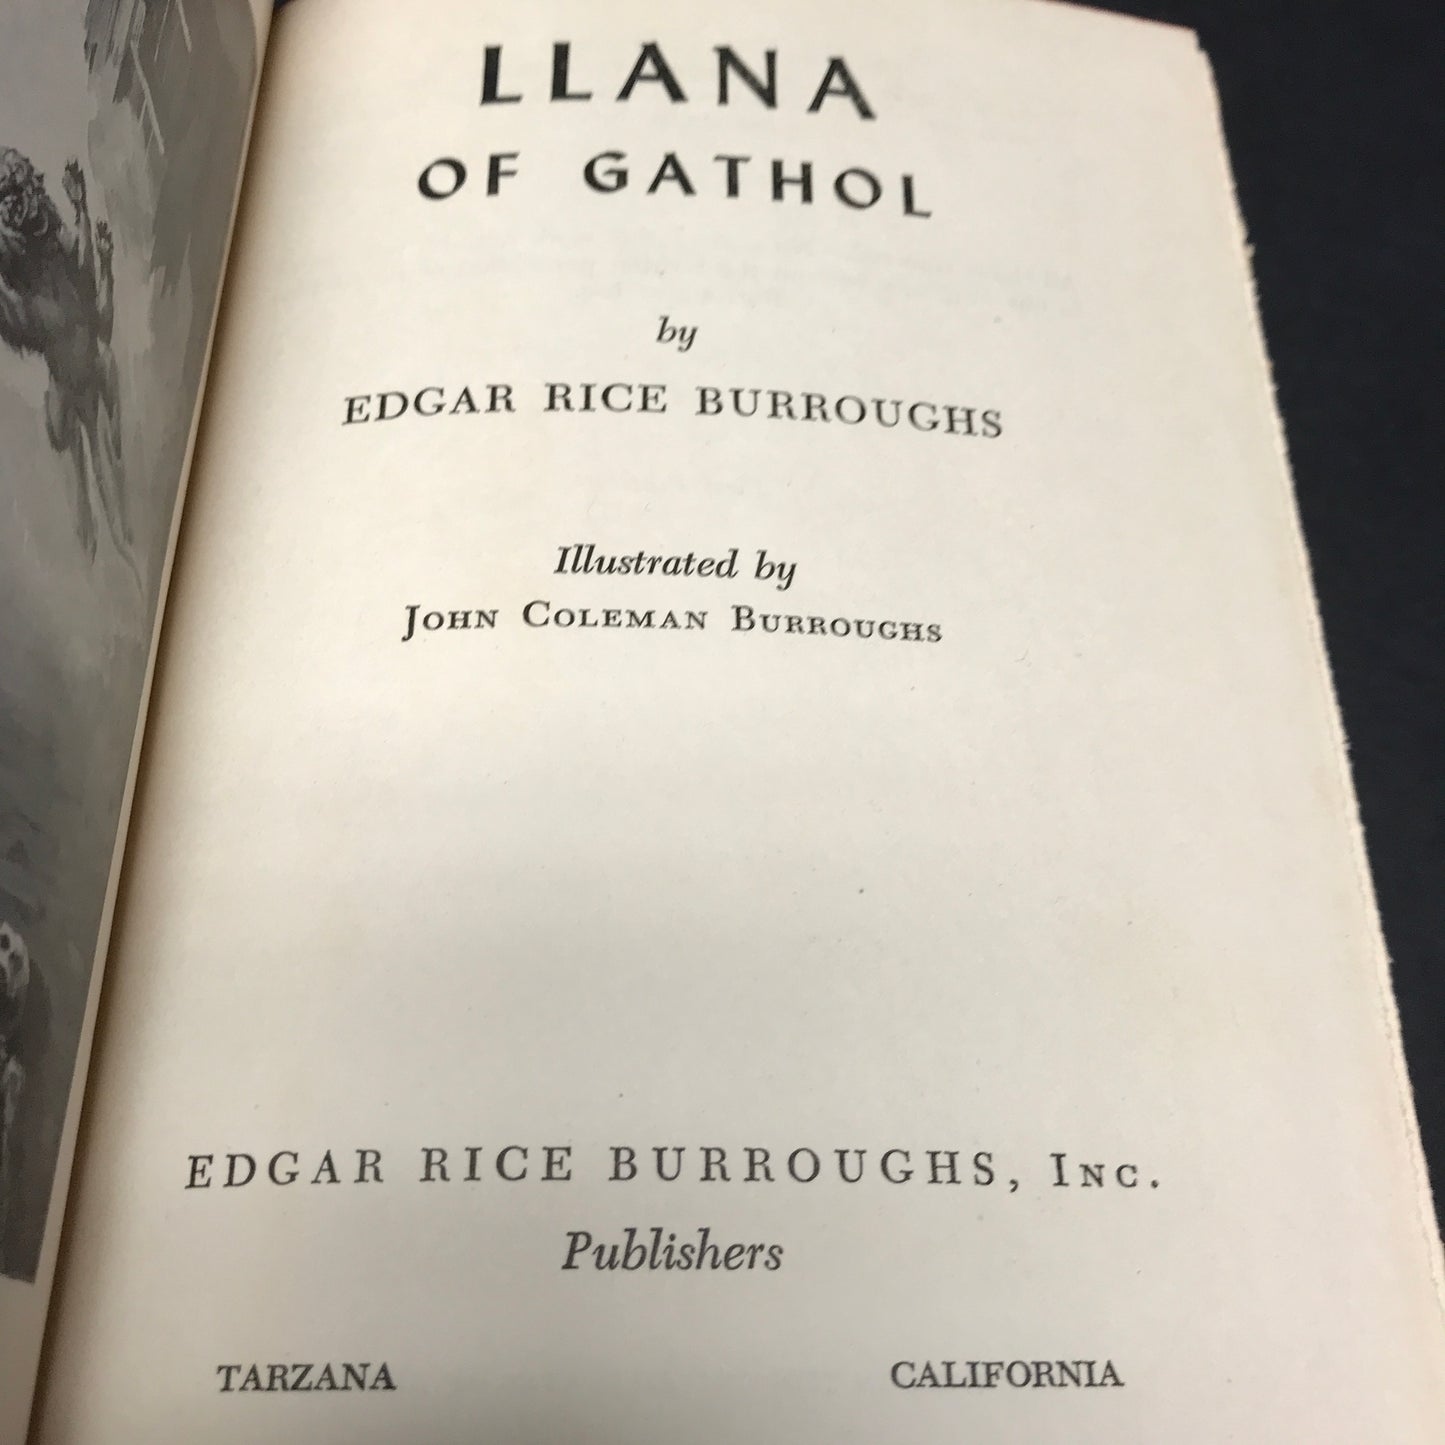 LLANA
OF GATHOL
by
EDGAR RICE BURROUGHS
Illustrated by
JOHN COLEMAN BURROUGHS
EDGAR RICE BURROUGHS, INC.
Publishers
TARZANA CALIFORNIA